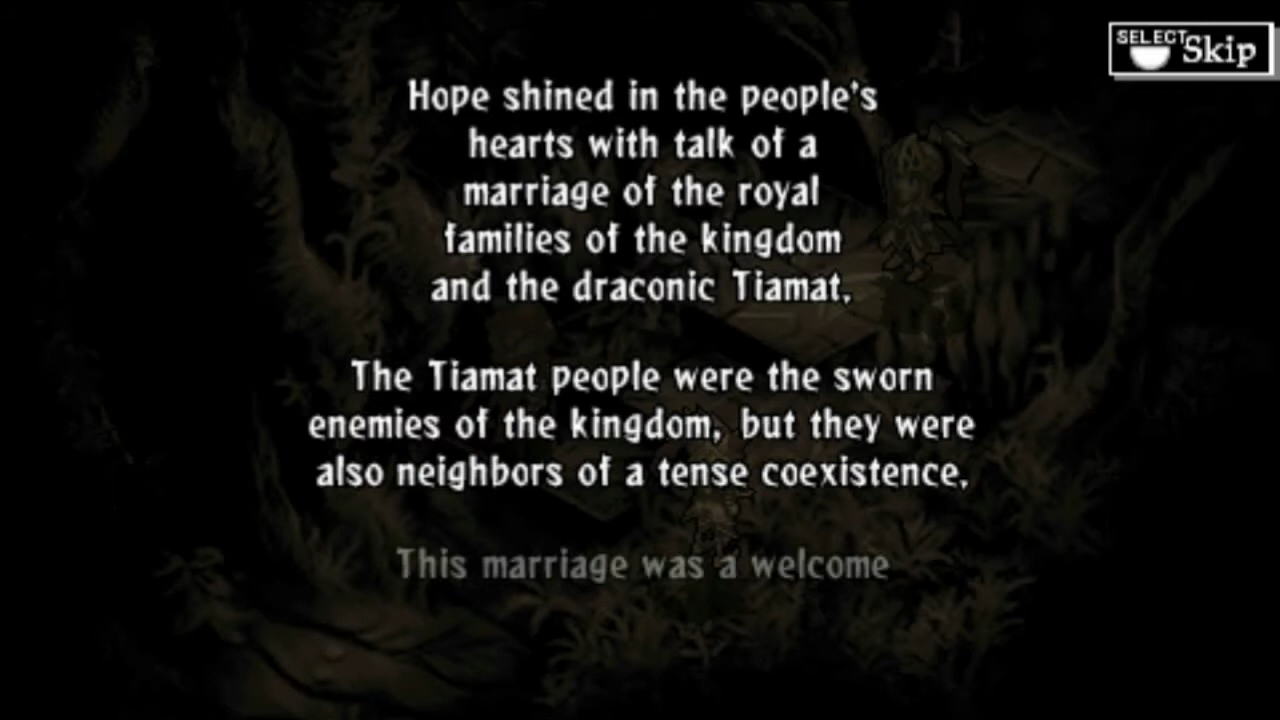 SELECT Skip
Hope shined in the people's
hearts with talk of a
marriage of the royal
families of the kingdom
and the draconic Tiamat.
The Tiamat people were the sworn
enemies of the kingdom, but they were
also neighbors of a tense coexistence.
This marriage was a welcome